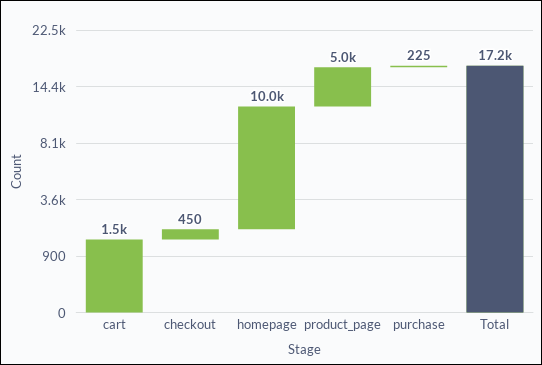 22.5k
14.4k
8.1k
3.6k
900
0
Count
1.5k
450
10.0k
5.0k
225
17.2k
cart checkout homepage product_page purchase Total
Stage